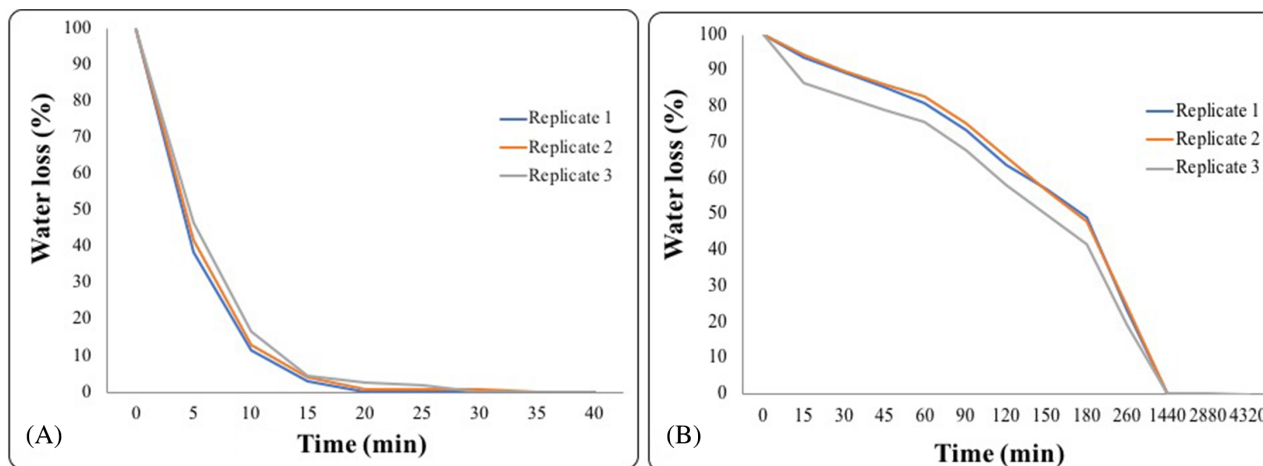 100
90
80
70
60
50
40
30
20
10
0
Water loss (%)
Replicate 1
Replicate 2
Replicate 3
0 5 10 15 20 25 30 35 40
Time (min)
(A)
100
90
80
70
60
50
40
30
20
10
0
Water loss (%)
Replicate 1
Replicate 2
Replicate 3
0 15 30 45 60 90 120 150 180 260 1440 2880 4320
Time (min)
(B)